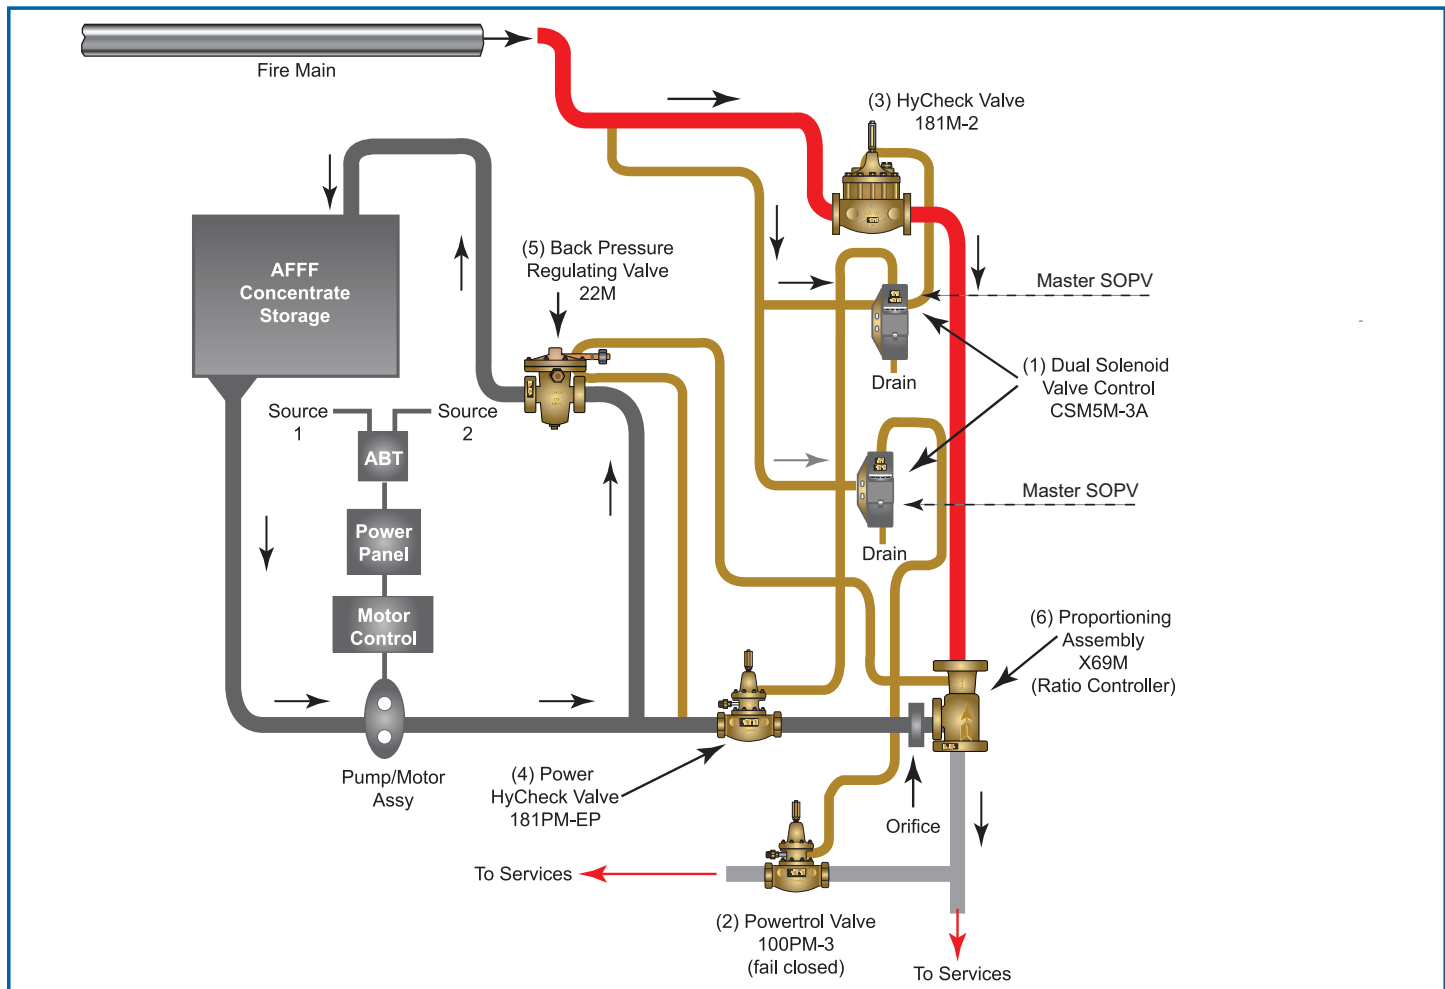 Fire Main
(3) HyCheck Valve
181M-2
AFFF
Concentrate
Storage
(5) Back Pressure
Regulating Valve
22M
Master SOPV
Drain
(1) Dual Solenoid
Valve Control
CSM5M-3A
Source
1
Source
2
ABT
Master SOPV
Power
Panel
Drain
Motor
Control
(6) Proportioning
Assembly
X69M
(Ratio Controller)
Pump/Motor
Assy
(4) Power
HyCheck Valve
181PM-EP
Orifice
To Services
(2) Powertrol Valve
100PM-3
(fail closed)
To Services